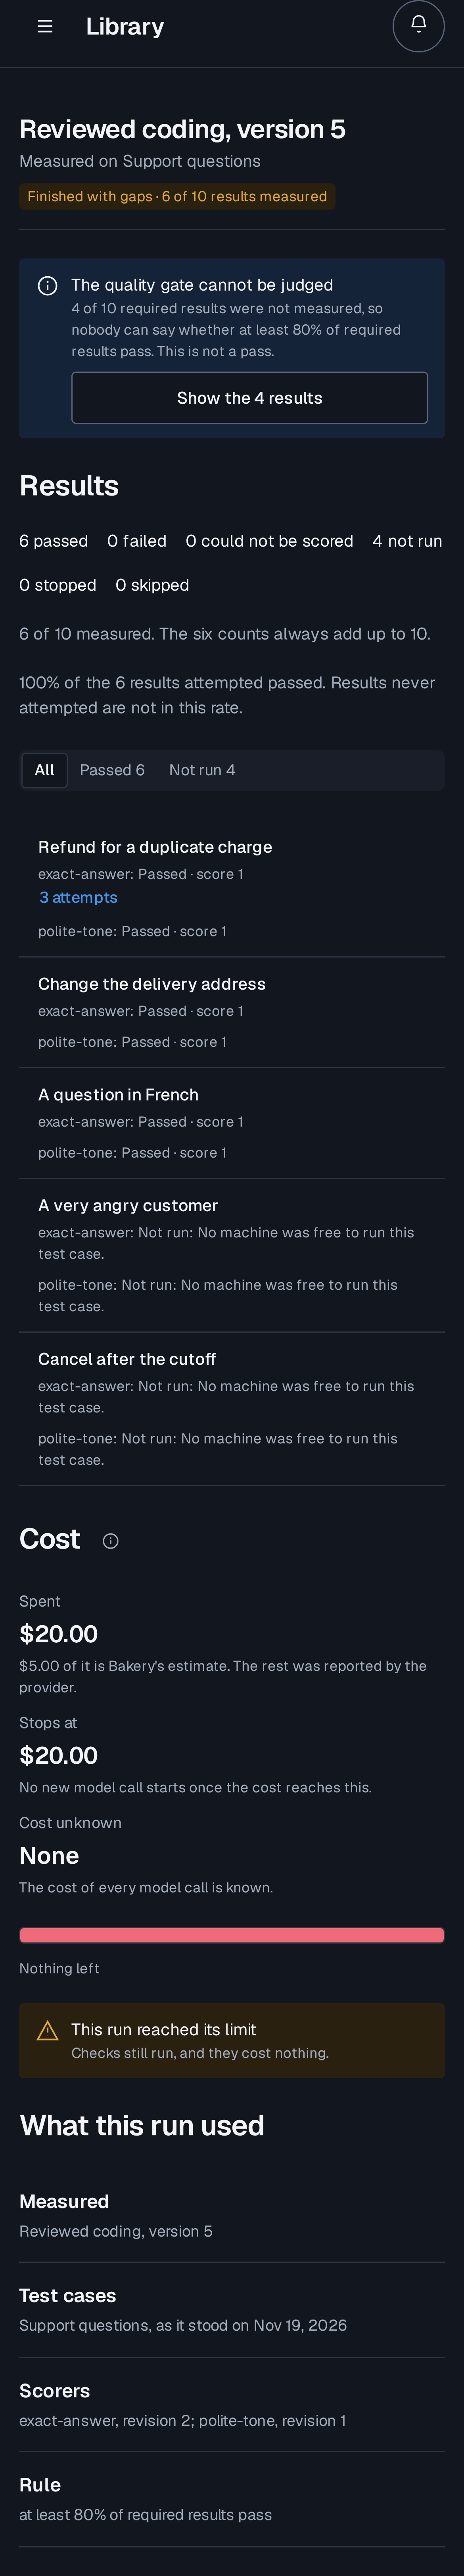 Library
Reviewed coding, version 5
Measured on Support questions
Finished with gaps · 6 of 10 results measured
The quality gate cannot be judged
4 of 10 required results were not measured, so
nobody can say whether at least 80% of required
results pass. This is not a pass.
Show the 4 results
Results
6 passed 0 failed 0 could not be scored 4 not run
0 stopped 0 skipped
6 of 10 measured. The six counts always add up to 10.
100% of the 6 results attempted passed. Results never
attempted are not in this rate.
All Passed 6 Not run 4
Refund for a duplicate charge
exact-answer: Passed · score 1
3 attempts
polite-tone: Passed · score 1
Change the delivery address
exact-answer: Passed · score 1
polite-tone: Passed · score 1
A question in French
exact-answer: Passed · score 1
polite-tone: Passed · score 1
A very angry customer
exact-answer: Not run: No machine was free to run this
test case.
polite-tone: Not run: No machine was free to run this
test case.
Cancel after the cutoff
exact-answer: Not run: No machine was free to run this
test case.
polite-tone: Not run: No machine was free to run this
test case.
Cost
Spent
$20.00
$5.00 of it is Bakery's estimate. The rest was reported by the
provider.
Stops at
$20.00
No new model call starts once the cost reaches this.
Cost unknown
None
The cost of every model call is known.
Nothing left
This run reached its limit
Checks still run, and they cost nothing.
What this run used
Measured
Reviewed coding, version 5
Test cases
Support questions, as it stood on Nov 19, 2026
Scorers
exact-answer, revision 2; polite-tone, revision 1
Rule
at least 80% of required results pass